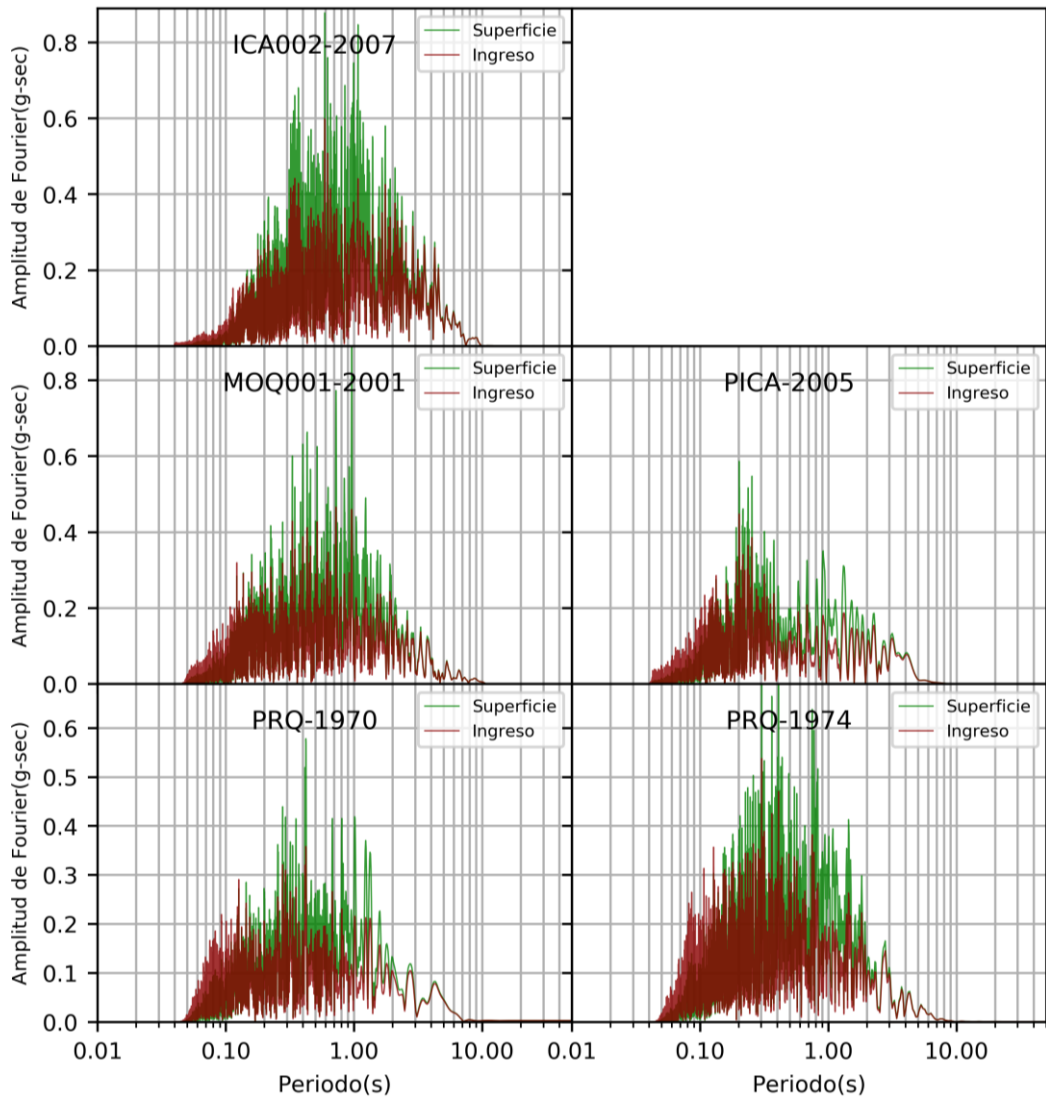 Amplitud de Fourier(g-sec)
0.8
0.6
0.4
0.2
0.0
ICA002-2007
Superficie
Ingreso
Amplitud de Fourier(g-sec)
0.8
0.6
0.4
0.2
0.0
MOQ001-2001
Superficie
Ingreso
PICA-2005
Superficie
Ingreso
Amplitud de Fourier(g-sec)
0.6
0.5
0.4
0.3
0.2
0.1
0.0
PRQ-1970
Superficie
Ingreso
PRQ-1974
Superficie
Ingreso
0.01 0.10 1.00 10.00 0.01 0.10 1.00 10.00
Periodo(s) Periodo(s)